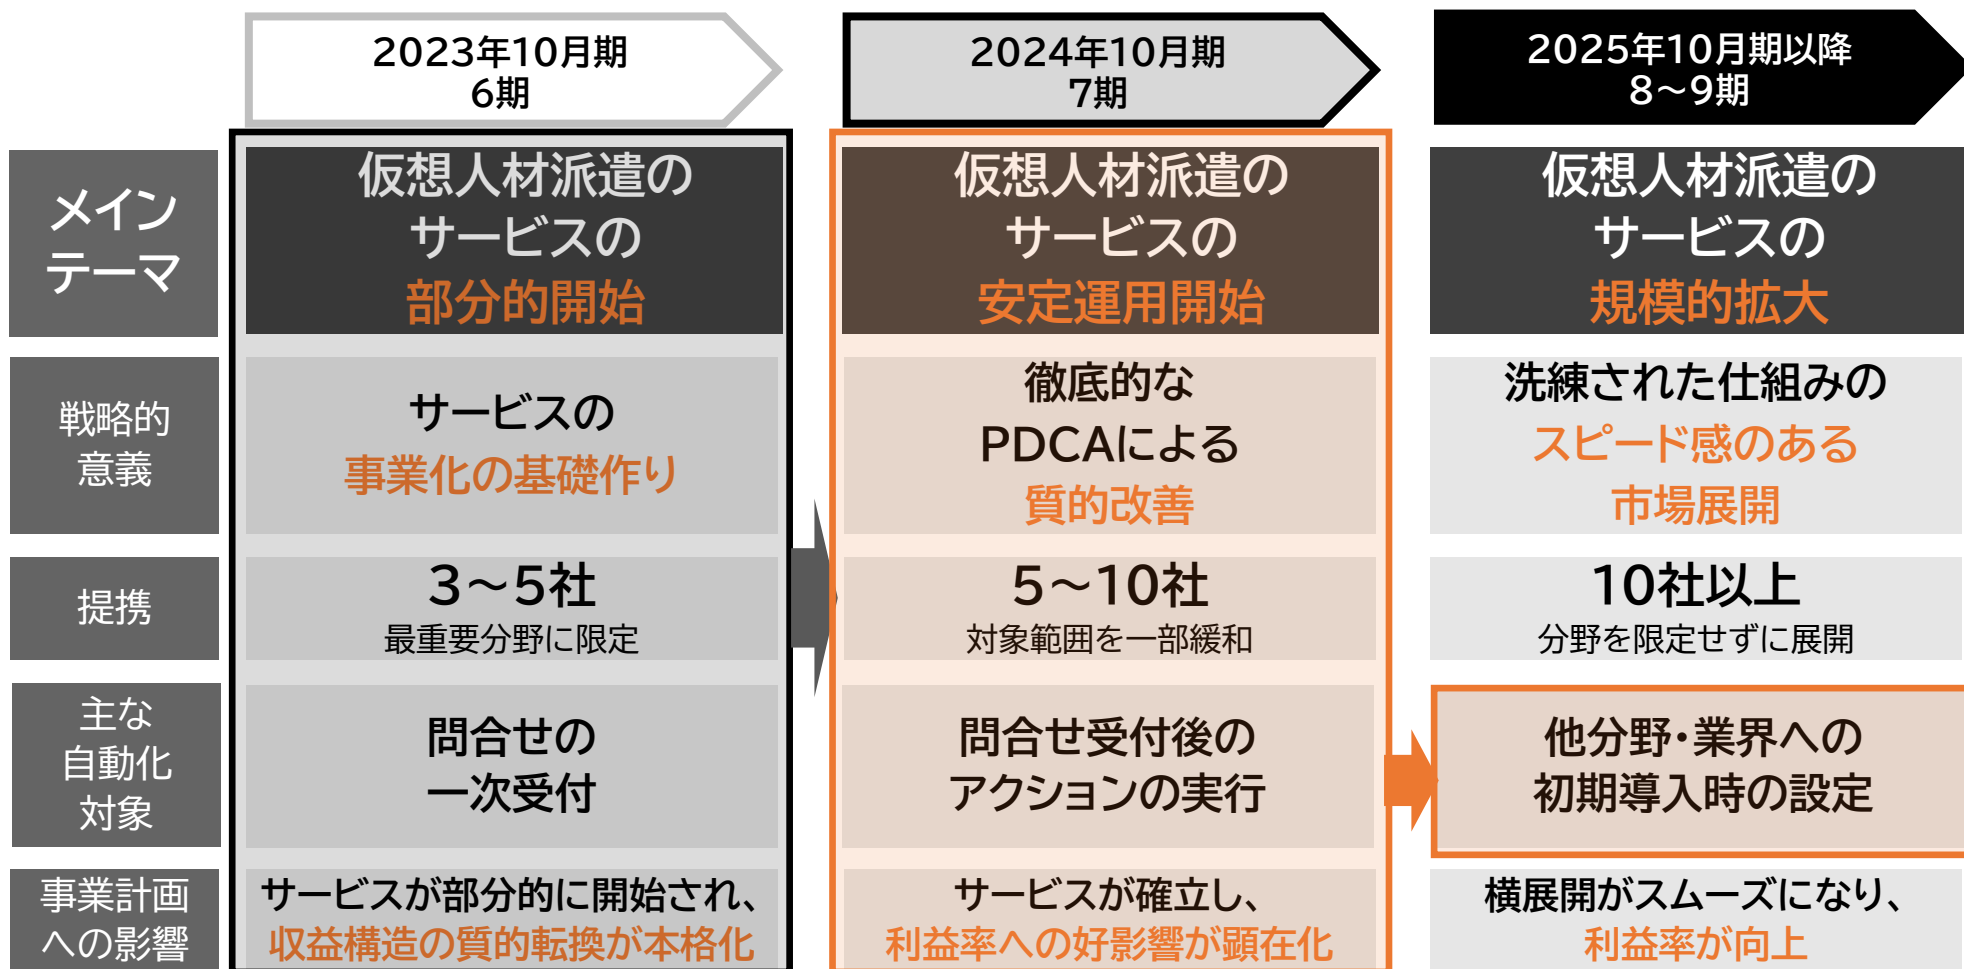 2023年10月期
6期
2024年10月期
7期
2025年10月期以降
8～9期
メイン
テーマ
仮想人材派遣の
サービスの
部分的開始
仮想人材派遣の
サービスの
安定運用開始
仮想人材派遣の
サービスの
規模的拡大
戦略的
意義
サービスの
事業化の基礎作り
徹底的な
PDCAによる
質的改善
洗練された仕組みの
スピード感のある
市場展開
提携
3～5社
最重要分野に限定
5～10社
対象範囲を一部緩和
10社以上
分野を限定せずに展開
主な
自動化
対象
問合せの
一次受付
問合せ受付後の
アクションの実行
他分野・業界への
初期導入時の設定
事業計画
への影響
サービスが部分的に開始され、
収益構造の質的転換が本格化
サービスが確立し、
利益率への好影響が顕在化
横展開がスムーズになり、
利益率が向上